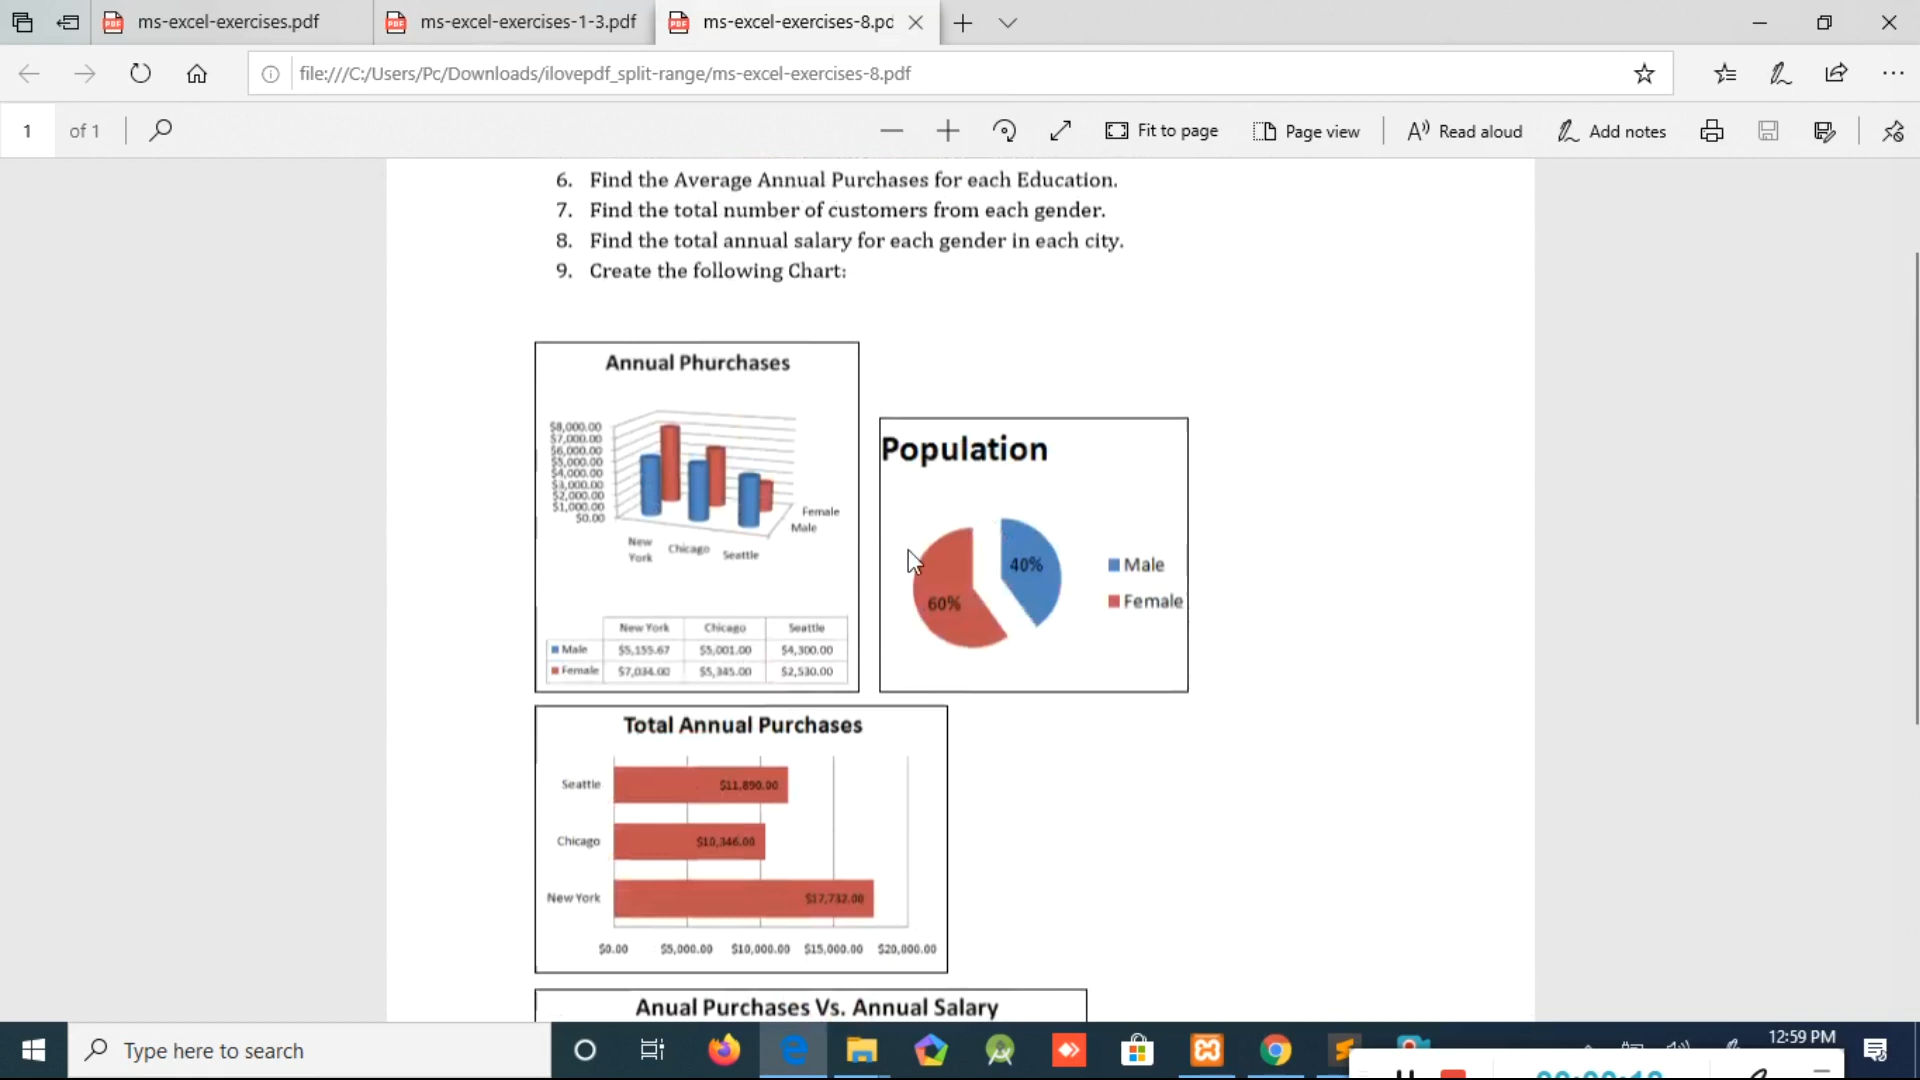 ms-excel-exercises.pdf
ms-excel-exercises-1-3.pdf
ms-excel-exercises-8.pd
file:///C:/Users/Pc/Downloads/ilovepdf_split-range/ms-excel-exercises-8.pdf
1 of 1
Fit to page
Page view
Read aloud
Add notes
6. Find the Average Annual Purchases for each Education.
7. Find the total number of customers from each gender.
8. Find the total annual salary for each gender in each city.
9. Create the following Chart:
Annual Phurchases
$8,000.00
$7,000.00
$6,000.00
$5,000.00
$4,000.00
$3,000.00
$2,000.00
$1,000.00
$0.00
Female
Male
New York
Chicago
Seattle
New York Chicago Seattle
Male $5,155.67 $5,001.00 $4,300.00
Female $7,034.00 $5,345.00 $2,530.00
Population
40%
60%
Male
Female
Total Annual Purchases
Seattle $11,890.00
Chicago $10,346.00
New York $17,732.00
$0.00 $5,000.00 $10,000.00 $15,000.00 $20,000.00
Anual Purchases Vs. Annual Salary
Type here to search
12:59 PM